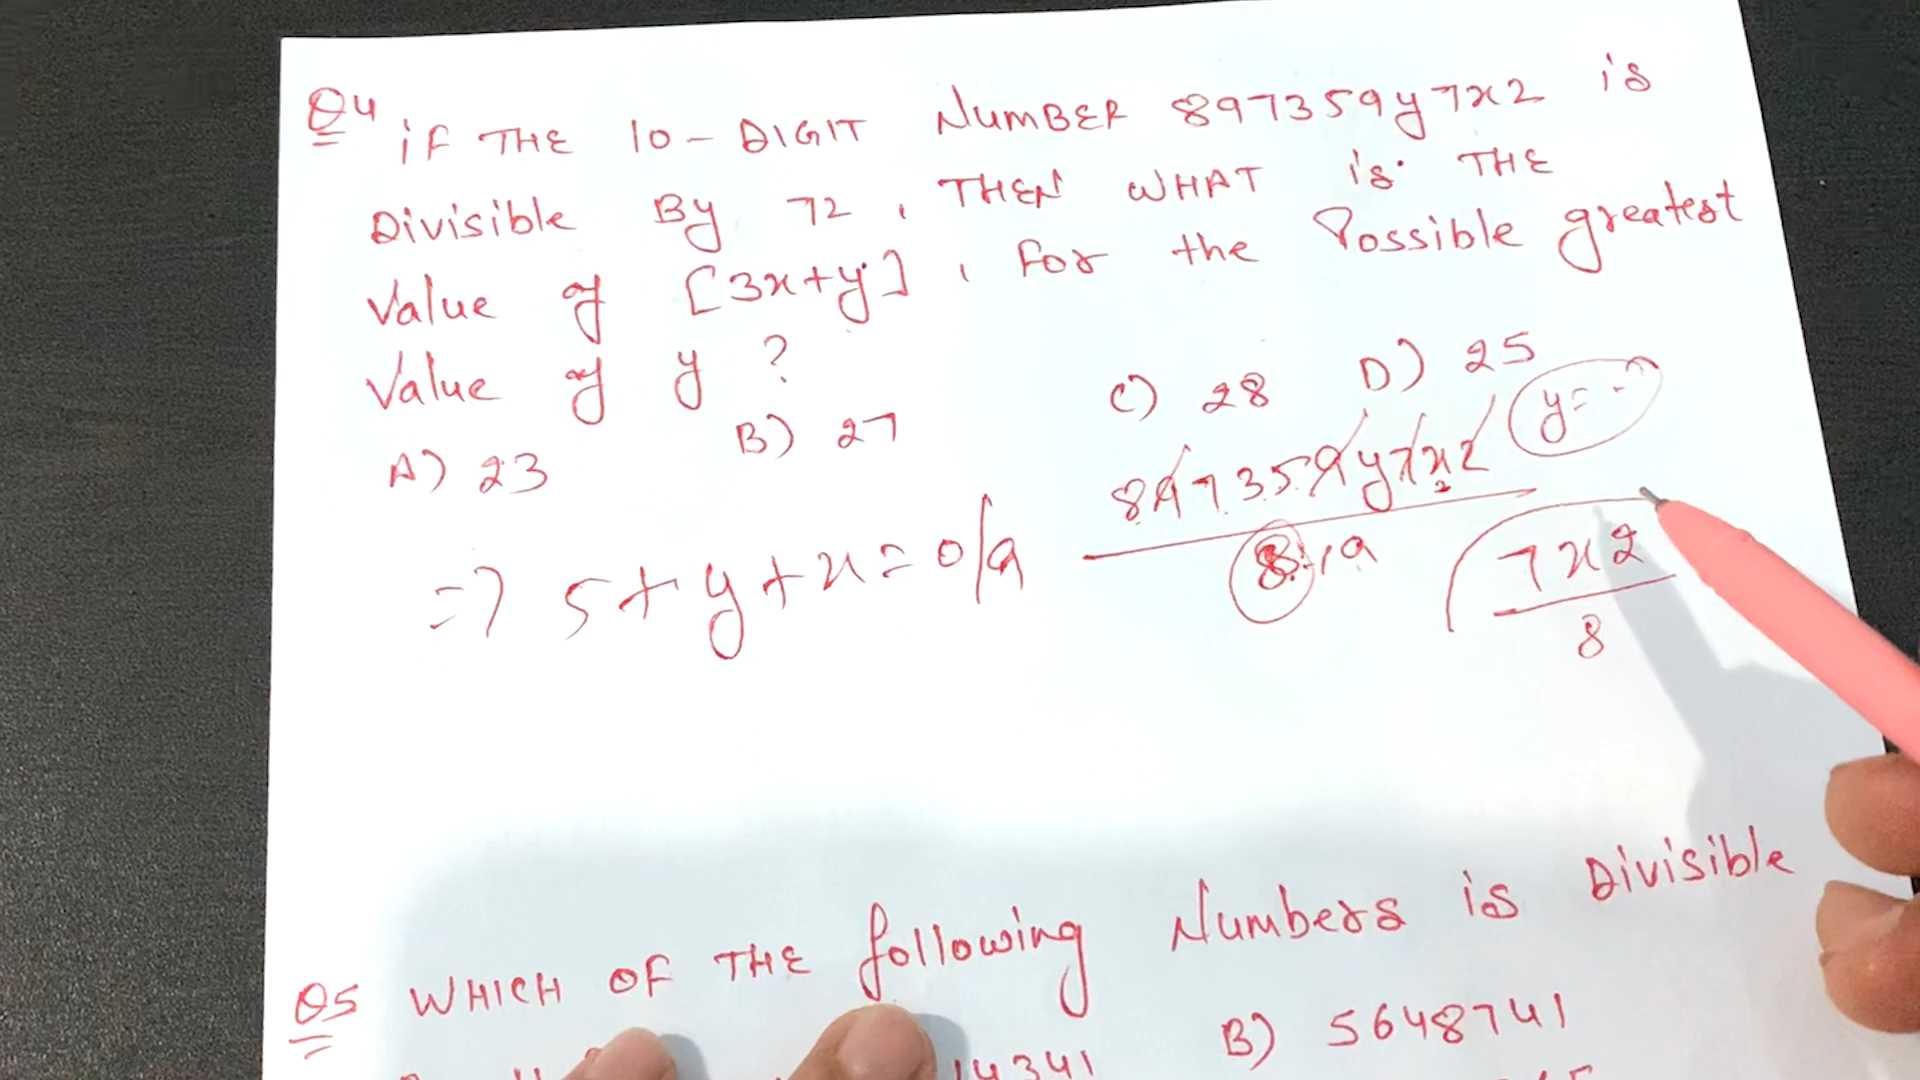 Q4 if THE 10-DIGIT NUMBER 897359y7x2 is
Divisible By 72, THEN WHAT is THE
Value of [3x+y], for the Possible greatest
Value of y ?
A) 23 B) 27 C) 28 D) 25
897359y7x2 y=
2
=> 5+y+x=0/9
8,9
7x2
8
Q5 WHICH OF THE following Numbers is Divisible
14341 B) 5648741